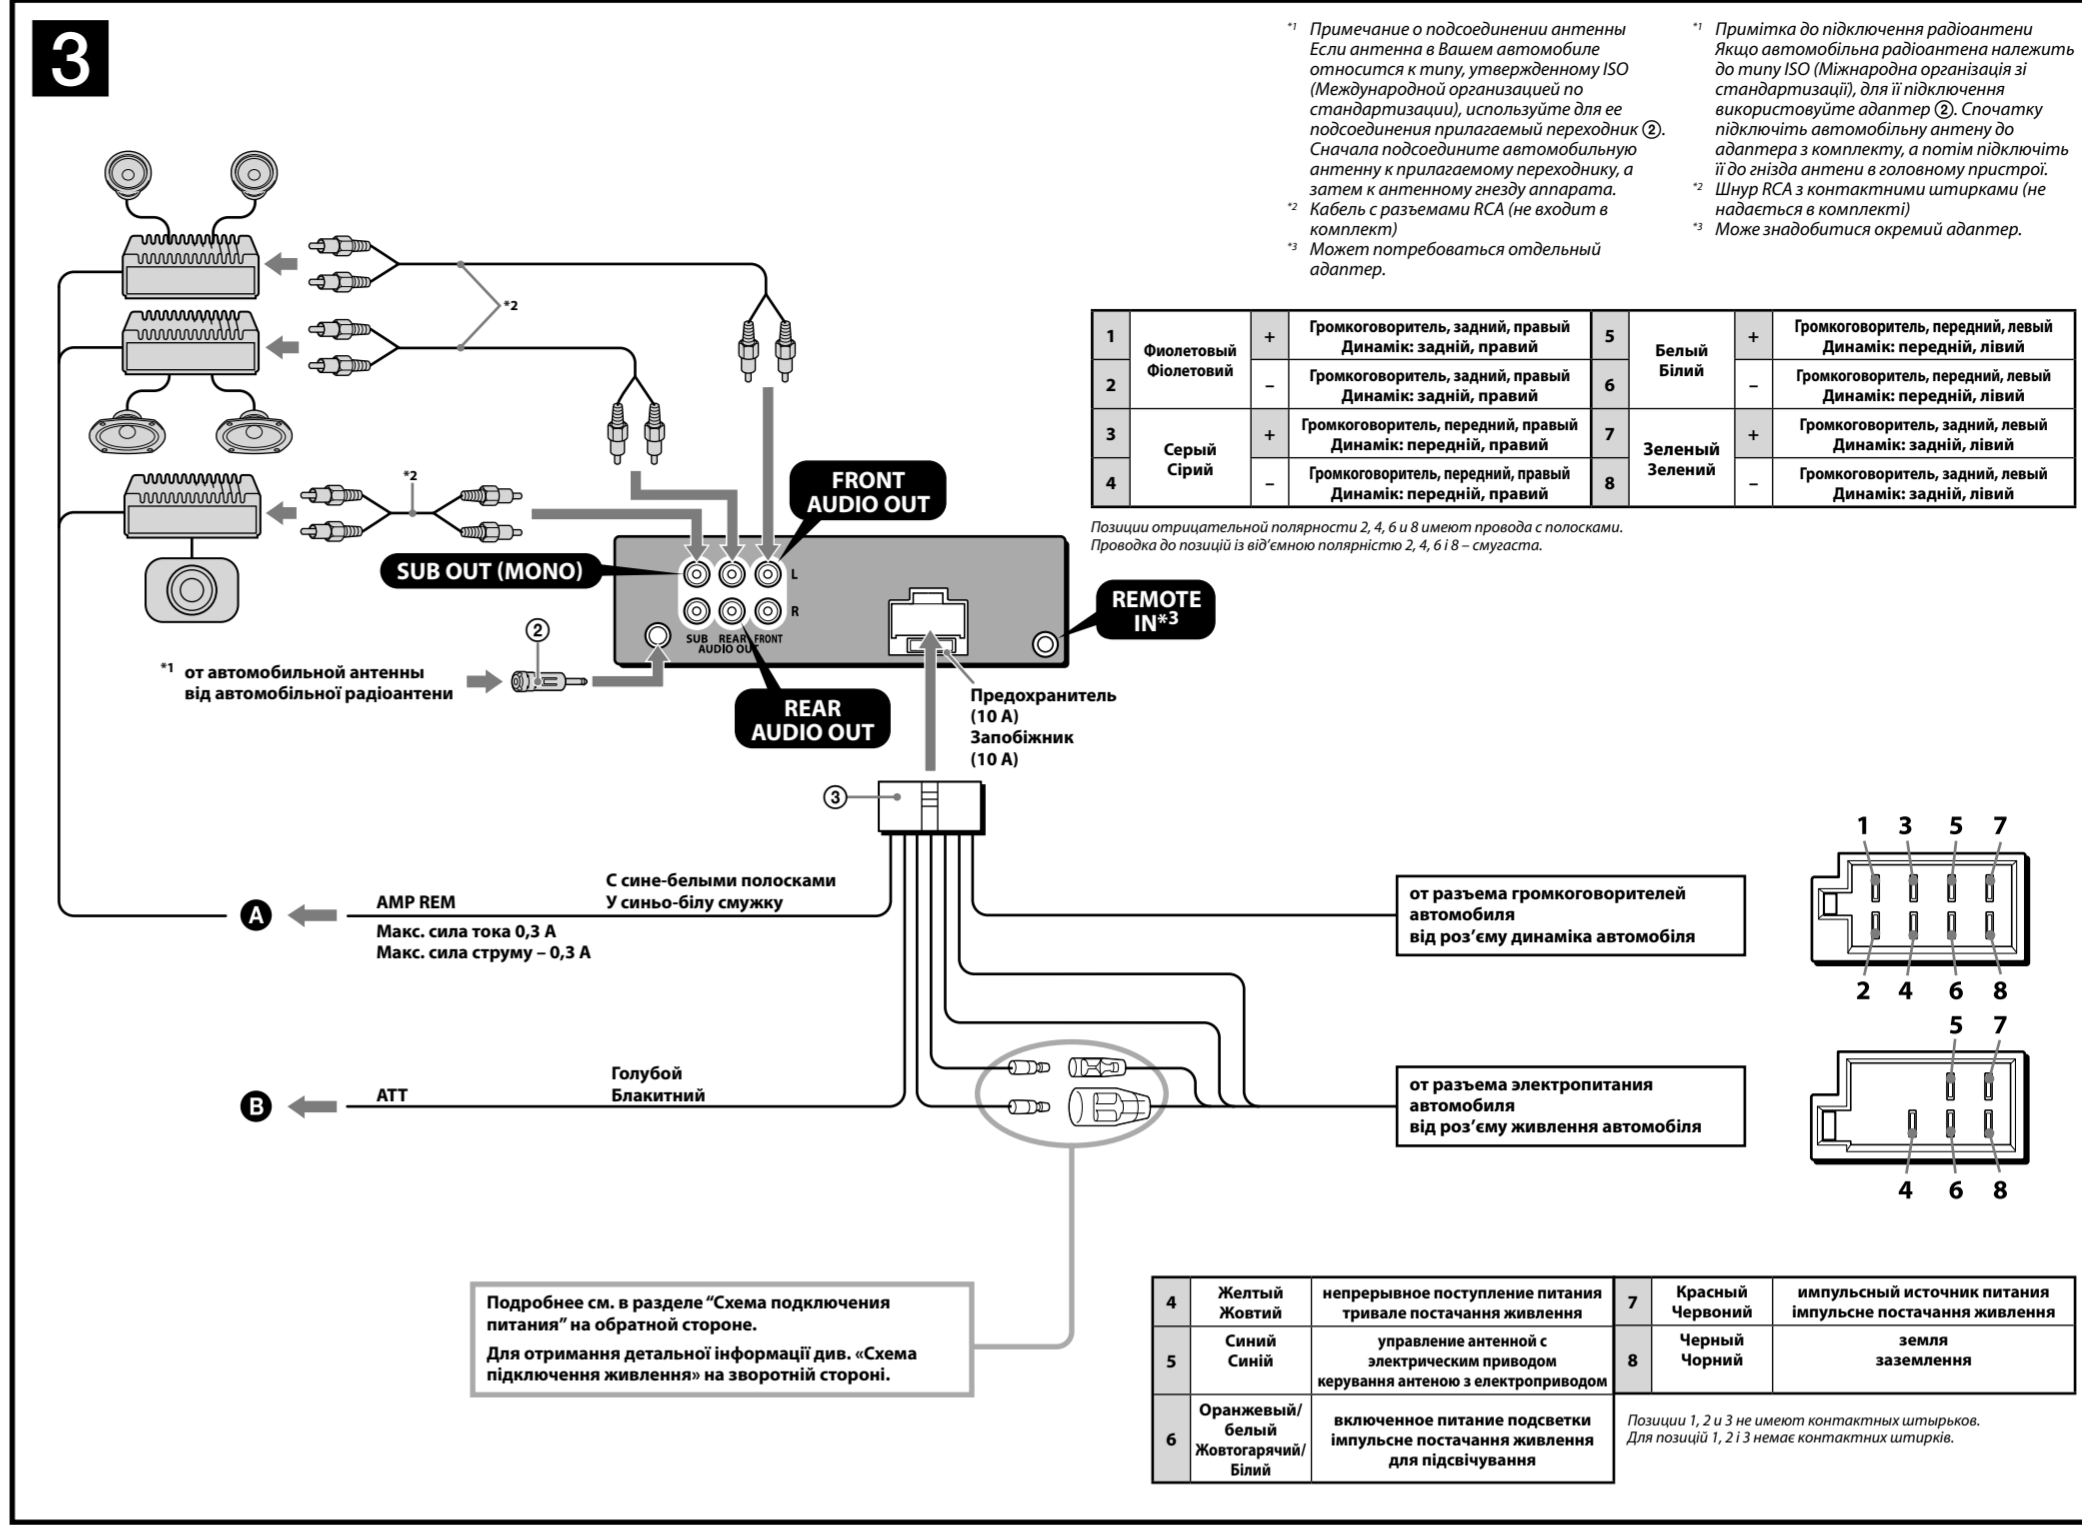 3
*1 Примечание о подсоединении антенны
Если антенна в Вашем автомобиле
относится к типу, утвержденному ISO
(Международной организацией по
стандартизации), используйте для ее
подсоединения прилагаемый переходник ②.
Сначала подсоедините автомобильную
антенну к прилагаемому переходнику, а
затем к антенному гнезду аппарата.
*2 Кабель с разъемами RCA (не входит в
комплект)
*3 Может потребоваться отдельный
адаптер.
*1 Примітка до підключення радіоантени
Якщо автомобільна радіоантена належить
до типу ISO (Міжнародна організація зі
стандартизації), для її підключення
використовуйте адаптер ②. Спочатку
підключіть автомобільну антену до
адаптера з комплекту, а потім підключіть
її до гнізда антени в головному пристрої.
*2 Шнур RCA з контактними штирками (не
надається в комплекті)
*3 Може знадобитися окремий адаптер.
*2
*2
1
Фиолетовый
Фіолетовий
+
Громкоговоритель, задний, правый
Динамік: задній, правий
2
–
Громкоговоритель, задний, правый
Динамік: задній, правий
3
Серый
Сірий
+
Громкоговоритель, передний, правый
Динамік: передній, правий
4
–
Громкоговоритель, передний, правый
Динамік: передній, правий
5
Белый
Білий
+
Громкоговоритель, передний, левый
Динамік: передній, лівий
6
–
Громкоговоритель, передний, левый
Динамік: передній, лівий
7
Зеленый
Зелений
+
Громкоговоритель, задний, левый
Динамік: задній, лівий
8
–
Громкоговоритель, задний, левый
Динамік: задній, лівий
Позиции отрицательной полярности 2, 4, 6 и 8 имеют провода с полосками.
Проводка до позицій із від’ємною полярністю 2, 4, 6 і 8 – смугаста.
FRONT
AUDIO OUT
SUB OUT (MONO)
L
R
SUB REAR FRONT
AUDIO OUT
REMOTE
IN*3
②
*1 от автомобильной антенны
від автомобільної радіоантени
REAR
AUDIO OUT
Предохранитель
(10 A)
Запобіжник
(10 A)
③
A
AMP REM
С сине-белыми полосками
У синьо-білу смужку
Макс. сила тока 0,3 A
Макс. сила струму – 0,3 A
от разъема громкоговорителей
автомобиля
від роз’єму динаміка автомобіля
1 3 5 7
2 4 6 8
B
ATT
Голубой
Блакитний
от разъема электропитания
автомобиля
від роз’єму живлення автомобіля
5 7
4 6 8
Подробнее см. в разделе “Схема подключения
питания” на обратной стороне.
Для отримання детальної інформації див. «Схема
підключення живлення» на зворотній стороні.
4
Желтый
Жовтий
непрерывное поступление питания
тривале постачання живлення
5
Синий
Синій
управление антенной с
электрическим приводом
керування антеною з електроприводом
6
Оранжевый/
белый
Жовтогарячий/
Білий
включенное питание подсветки
імпульсне постачання живлення
для підсвічування
7
Красный
Червоний
импульсный источник питания
імпульсне постачання живлення
8
Черный
Чорний
земля
заземлення
Позиции 1, 2 и 3 не имеют контактных штырьков.
Для позицій 1, 2 і 3 немає контактних штирків.